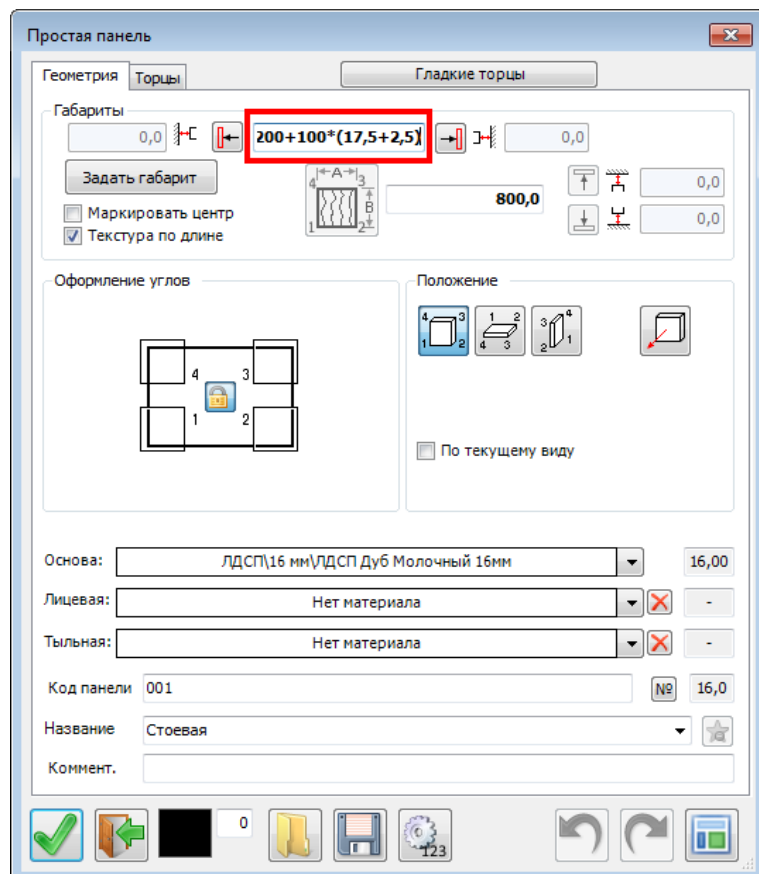 Простая панель
Геометрия Торцы Гладкие торцы
Габариты
0,0 200+100*(17,5+2,5) 0,0
Задать габарит
A
4 3
B
1 2
800,0
0,0
Маркировать центр
0,0
Текстура по длине
Оформление углов
4 3
1 2
Положение
4 3
1 2
1 2
4 3
3 4
2 1
По текущему виду
Основа: ЛДСП\16 мм\ЛДСП Дуб Молочный 16мм 16,00
Лицевая: Нет материала -
Тыльная: Нет материала -
Код панели 001 № 16,0
Название Стоевая
Коммент.
0
123